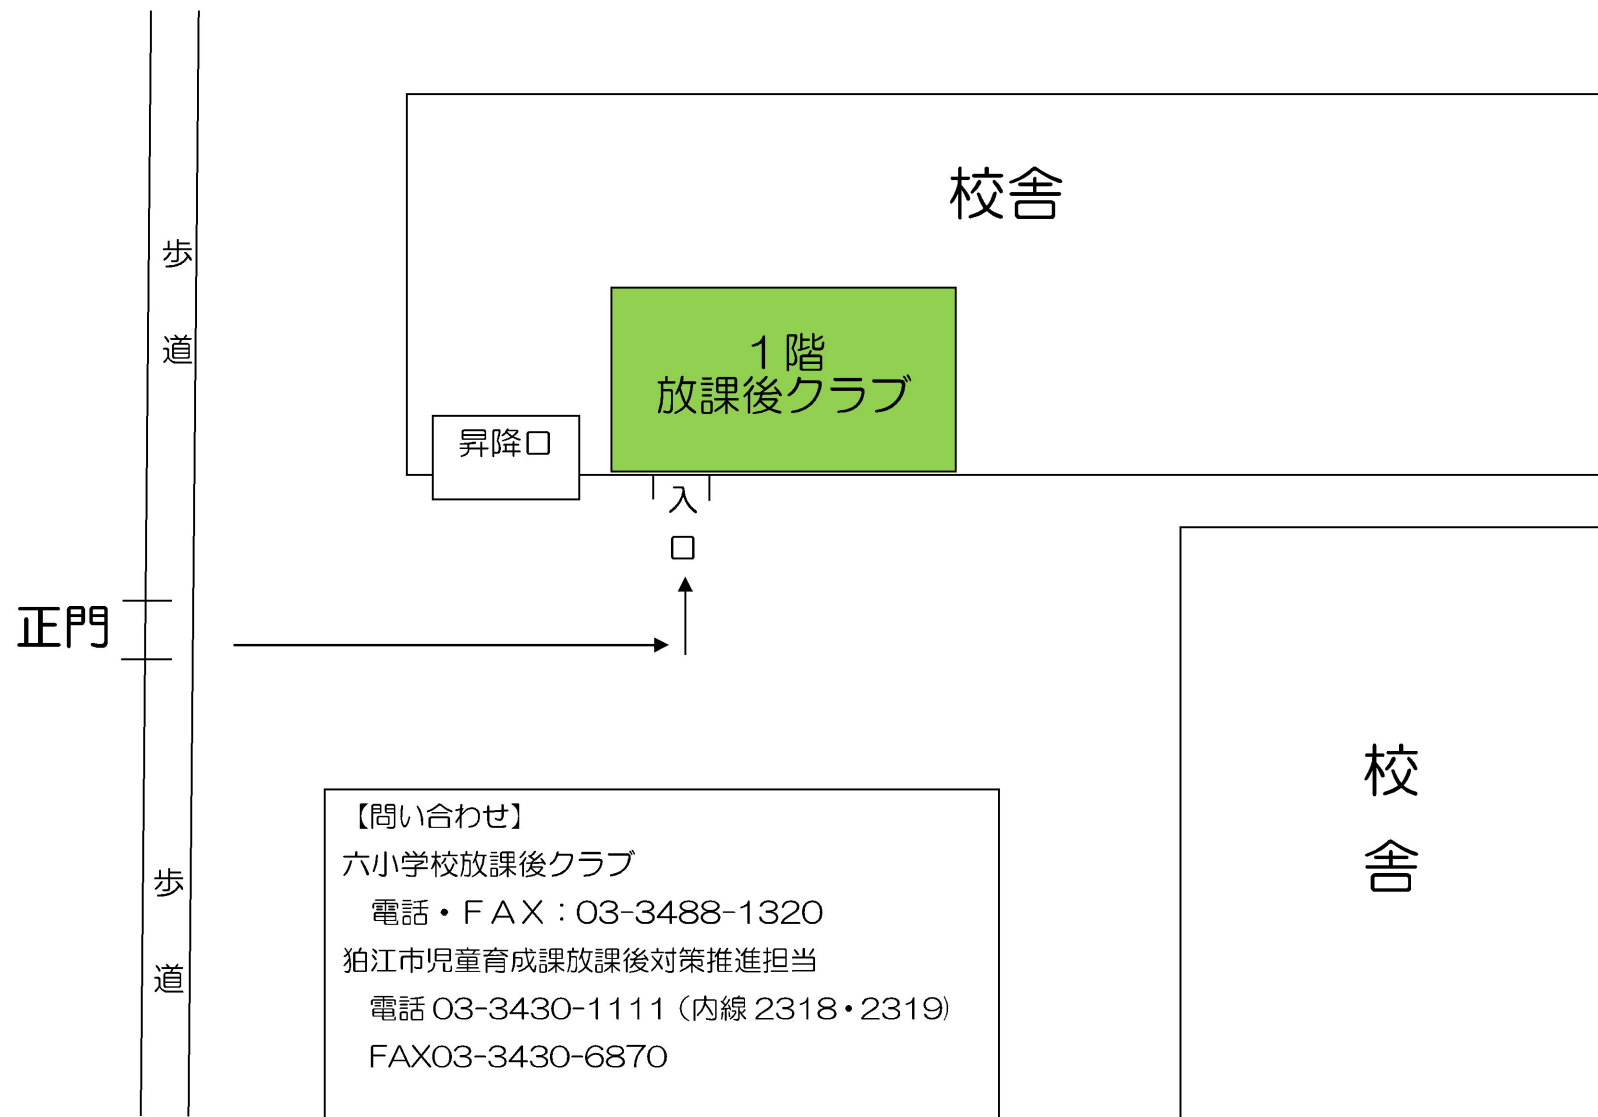 校舎
歩道
1階
放課後クラブ
昇降口
入口
正門
校舎
歩道
【問い合わせ】
六小学校放課後クラブ
電話・ＦＡＸ：03-3488-1320
狛江市児童育成課放課後対策推進担当
電話 03-3430-1111（内線 2318・2319）
FAX03-3430-6870